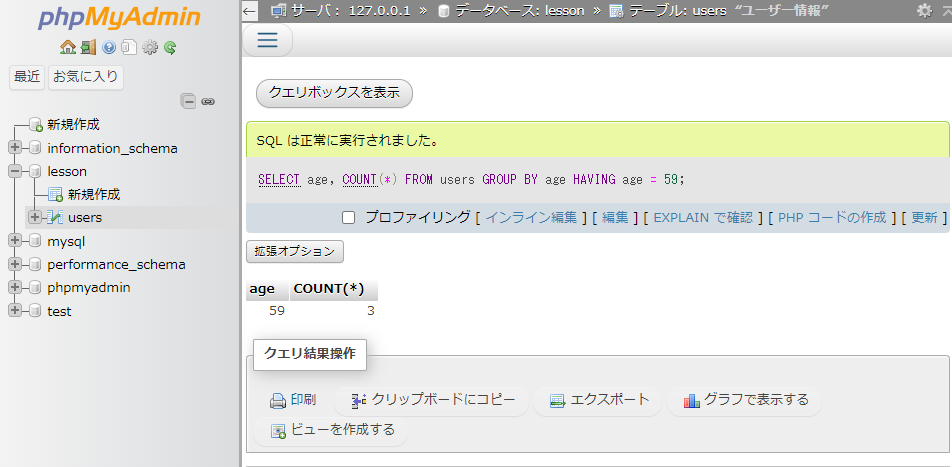 phpMyAdmin
最近 お気に入り
新規作成
information_schema
lesson
新規作成
users
mysql
performance_schema
phpmyadmin
test
サーバ: 127.0.0.1 » データベース: lesson » テーブル: users “ユーザー情報”
クエリボックスを表示
SQL は正常に実行されました。
SELECT age, COUNT(*) FROM users GROUP BY age HAVING age = 59;
プロファイリング [ インライン編集 ] [ 編集 ] [ EXPLAIN で確認 ] [ PHP コードの作成 ] [ 更新 ]
拡張オプション
age COUNT(*)
59 3
クエリ結果操作
印刷 クリップボードにコピー エクスポート グラフで表示する
ビューを作成する